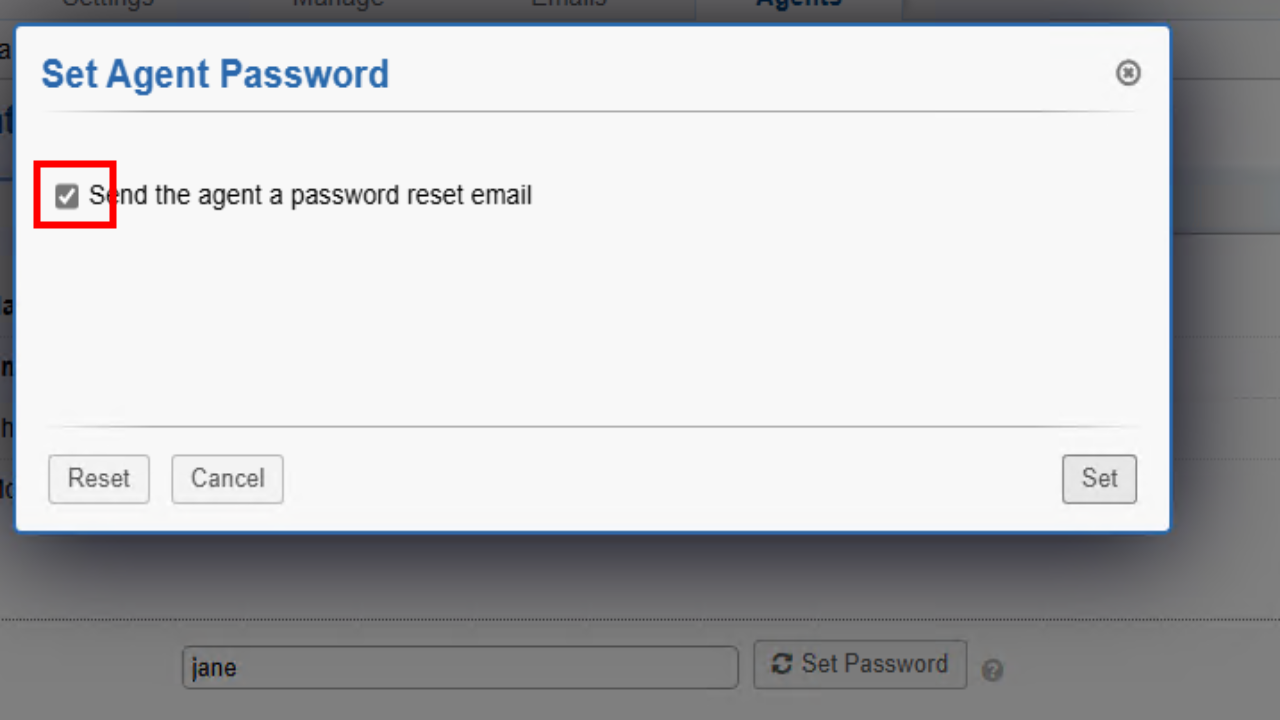 Settings Manage Emails Agents
Set Agent Password
Send the agent a password reset email
Reset Cancel Set
jane Set Password